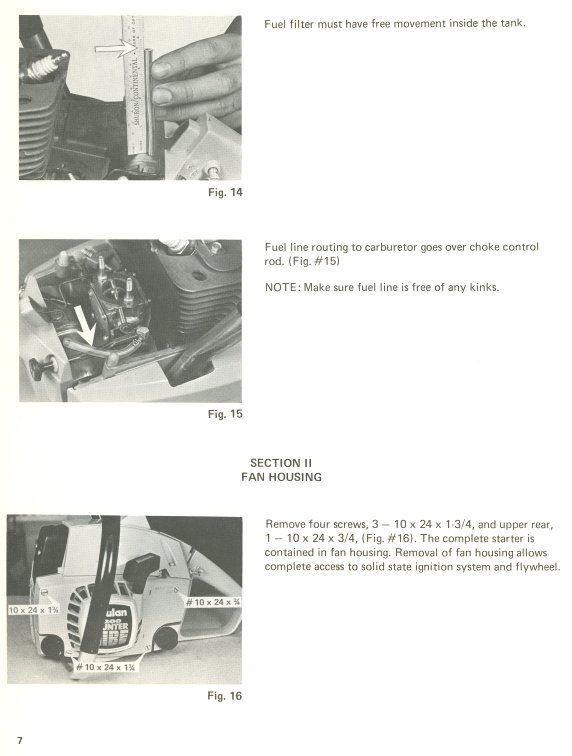 Fuel filter must have free movement inside the tank.
SHURON/CONTINENTAL
Fig. 14
Fuel line routing to carburetor goes over choke control
rod. (Fig. #15)
NOTE: Make sure fuel line is free of any kinks.
Fig. 15
SECTION II
FAN HOUSING
Remove four screws, 3 — 10 x 24 x 1-3/4, and upper rear,
1 — 10 x 24 x 3/4, (Fig. #16). The complete starter is
contained in fan housing. Removal of fan housing allows
complete access to solid state ignition system and flywheel.
10 x 24 x 1¾
# 10 x 24 x ¾
ulan
200
UNTER
# 10 x 24 x 1¾
Fig. 16
7